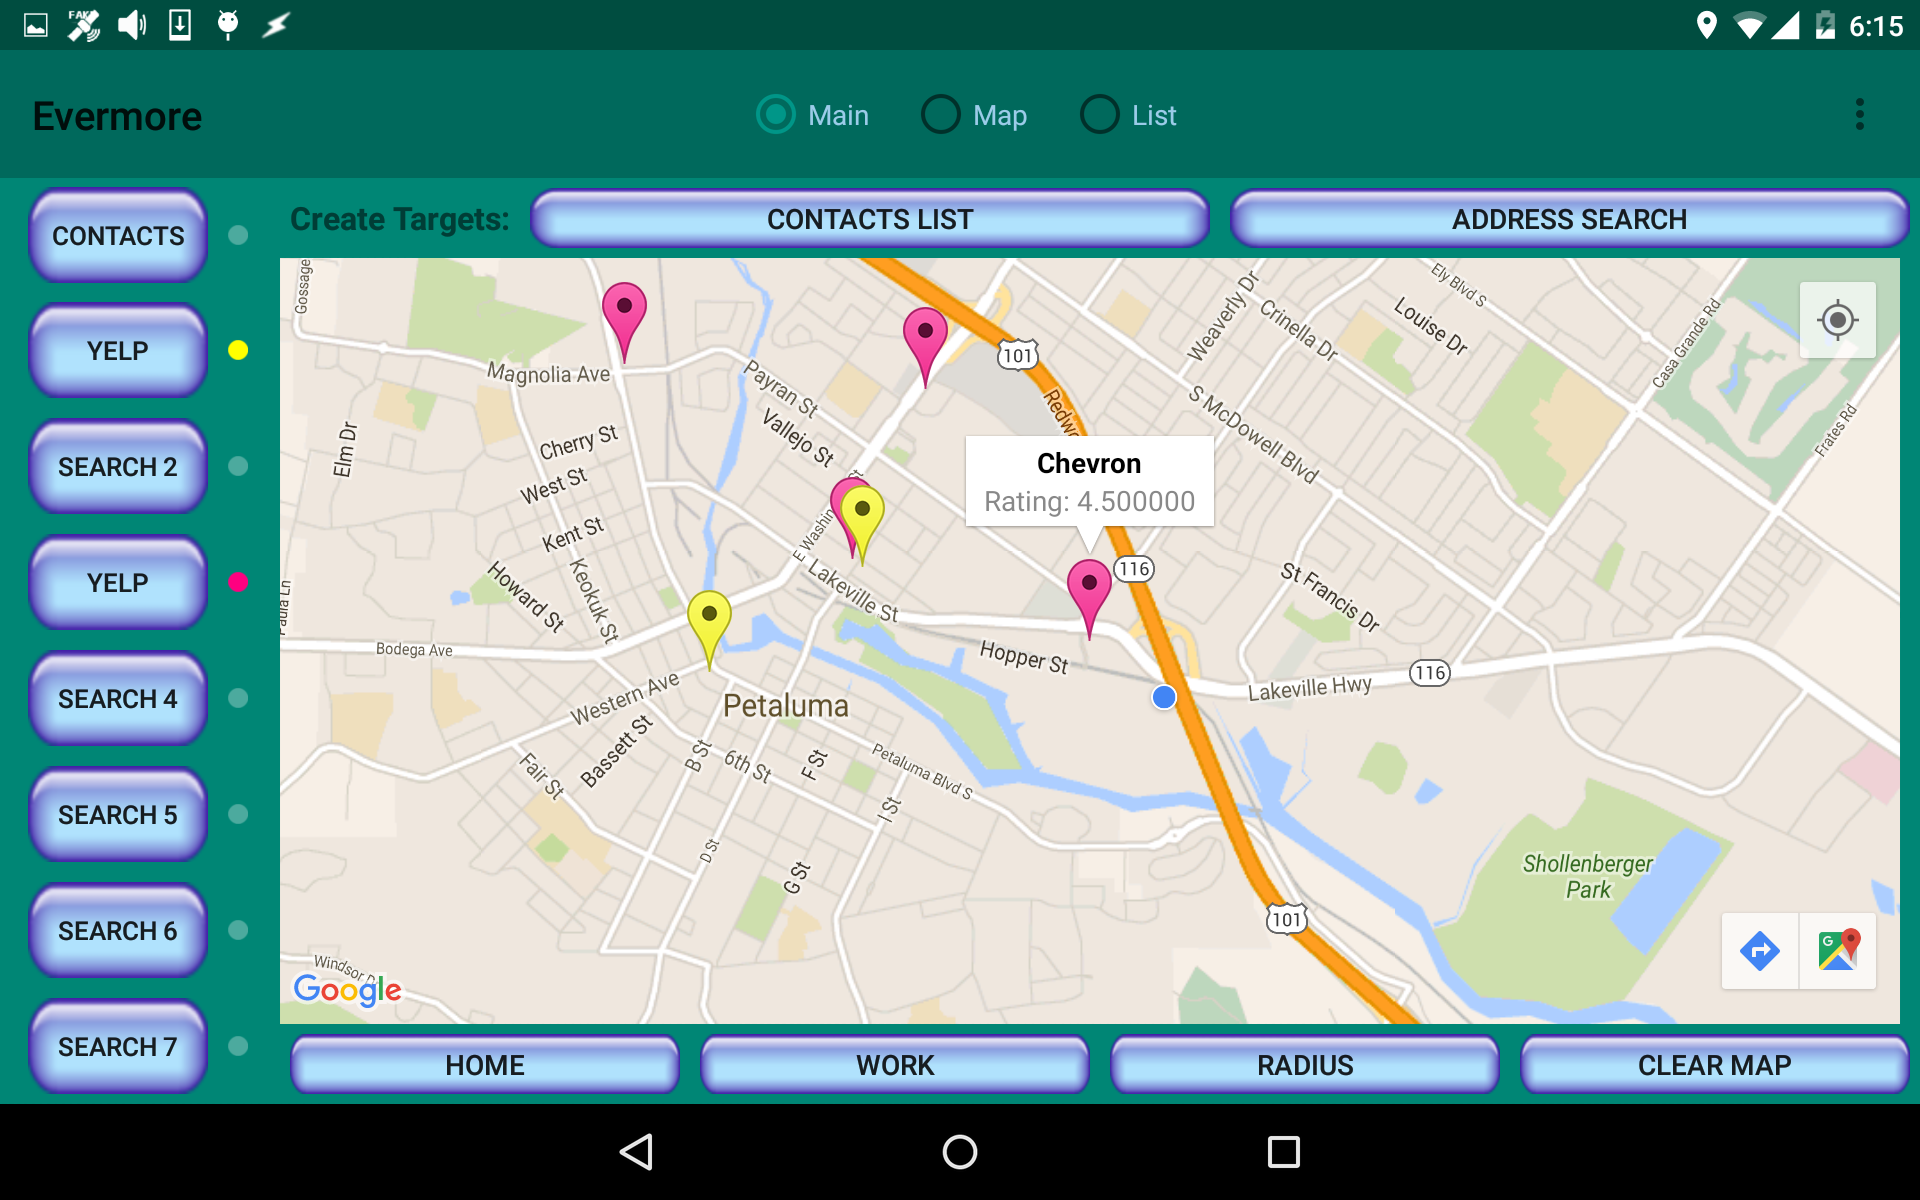 FAKE
6:15
Evermore
Main
Map
List
CONTACTS
YELP
SEARCH 2
YELP
SEARCH 4
SEARCH 5
SEARCH 6
SEARCH 7
Create Targets:
CONTACTS LIST
ADDRESS SEARCH
Gossage
Magnolia Ave
Payran St
Vallejo St
Elm Dr
Cherry St
West St
Kent St
Keokuk St
Howard St
Paula Ln
Bodega Ave
Western Ave
Bassett St
Fair St
E Washin
St
Lakeville St
101
Redwo
Weaverly Dr
Crinella Dr
Louise Dr
Ely Blvd S
Casa Grande Rd
Frates Rd
S McDowell Blvd
Chevron
Rating: 4.500000
116
St Francis Dr
Hopper St
116
Lakeville Hwy
Petaluma
B St
6th St
F St
Petaluma Blvd S
I St
D St
G St
Shollenberger
Park
101
Windsor D
Google
G
HOME
WORK
RADIUS
CLEAR MAP